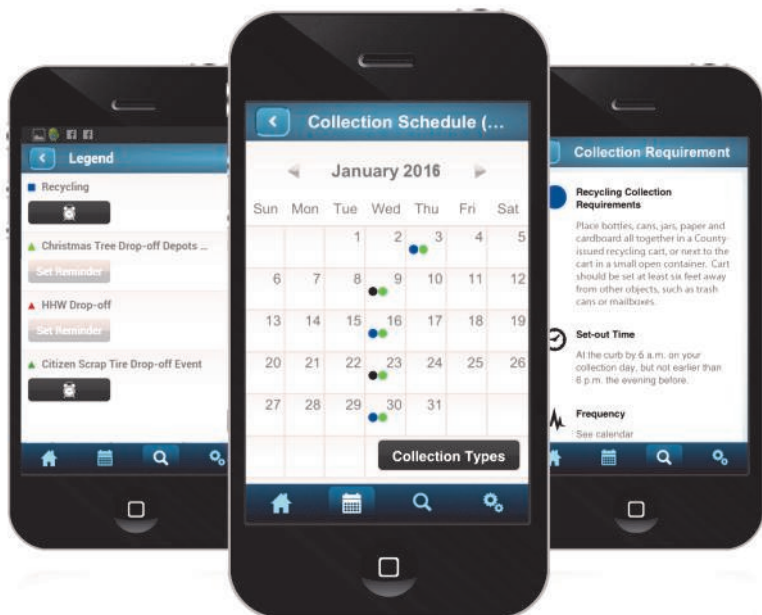 Legend
Recycling
Christmas Tree Drop-off Depots ...
Set Reminder
HHW Drop-off
Set Reminder
Citizen Scrap Tire Drop-off Event
Collection Schedule (...
January 2016
Sun Mon Tue Wed Thu Fri Sat
1 2 3 4 5
6 7 8 9 10 11 12
13 14 15 16 17 18 19
20 21 22 23 24 25 26
27 28 29 30 31
Collection Types
Collection Requirement
Recycling Collection
Requirements
Place bottles, cans, jars, paper and
cardboard all together in a County-
issued recycling cart, or next to the
cart in a small open container. Cart
should be set at least six feet away
from other objects, such as trash
cans or mailboxes.
Set-out Time
At the curb by 6 a.m. on your
collection day, but not earlier than
6 p.m. the evening before.
Frequency
See calendar